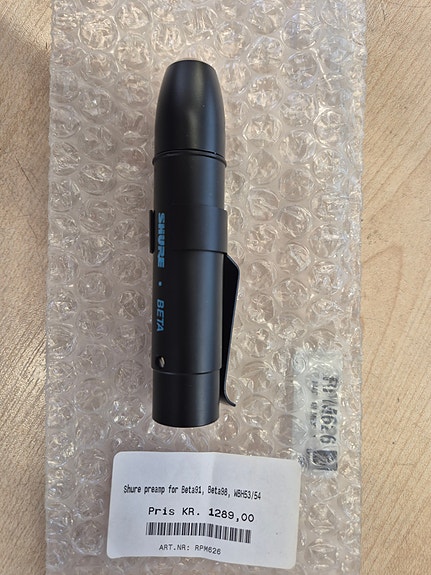 SHURE • BETA
RPM626
Shure preamp for Beta91, Beta98, WBH53/54
Pris KR. 1289,00
ART.NR: RPM626